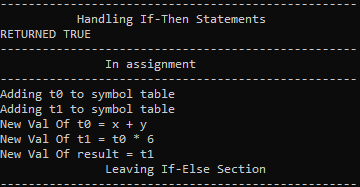 --------------------------------------------------
Handling If-Then Statements
RETURNED TRUE
--------------------------------------------------
In assignment
--------------------------------------------------
Adding t0 to symbol table
Adding t1 to symbol table
New Val Of t0 = x + y
New Val Of t1 = t0 * 6
New Val Of result = t1
Leaving If-Else Section
--------------------------------------------------